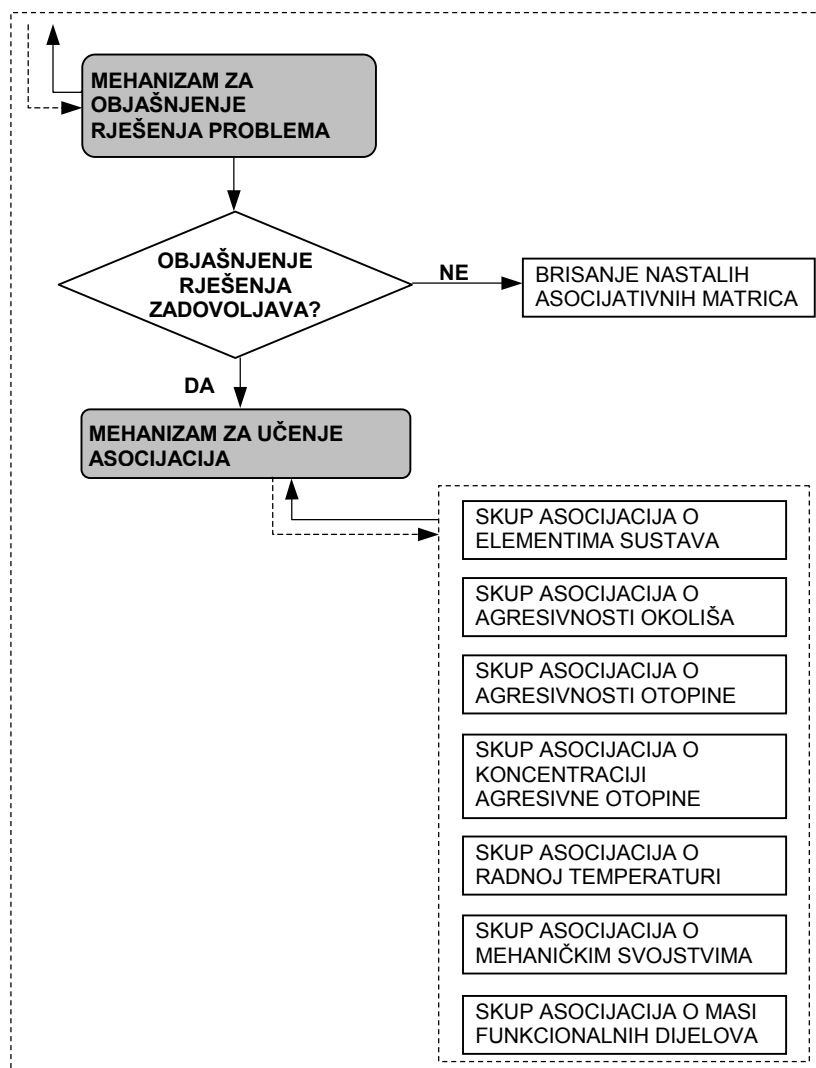 MEHANIZAM ZA
OBJAŠNJENJE
RJEŠENJA PROBLEMA
OBJAŠNJENJE
RJEŠENJA
ZADOVOLJAVA?
NE
BRISANJE NASTALIH
ASOCIJATIVNIH MATRICA
DA
MEHANIZAM ZA UČENJE
ASOCIJACIJA
SKUP ASOCIJACIJA O
ELEMENTIMA SUSTAVA
SKUP ASOCIJACIJA O
AGRESIVNOSTI OKOLIŠA
SKUP ASOCIJACIJA O
AGRESIVNOSTI OTOPINE
SKUP ASOCIJACIJA O
KONCENTRACIJI
AGRESIVNE OTOPINE
SKUP ASOCIJACIJA O
RADNOJ TEMPERATURI
SKUP ASOCIJACIJA O
MEHANIČKIM SVOJSTVIMA
SKUP ASOCIJACIJA O MASI
FUNKCIONALNIH DIJELOVA